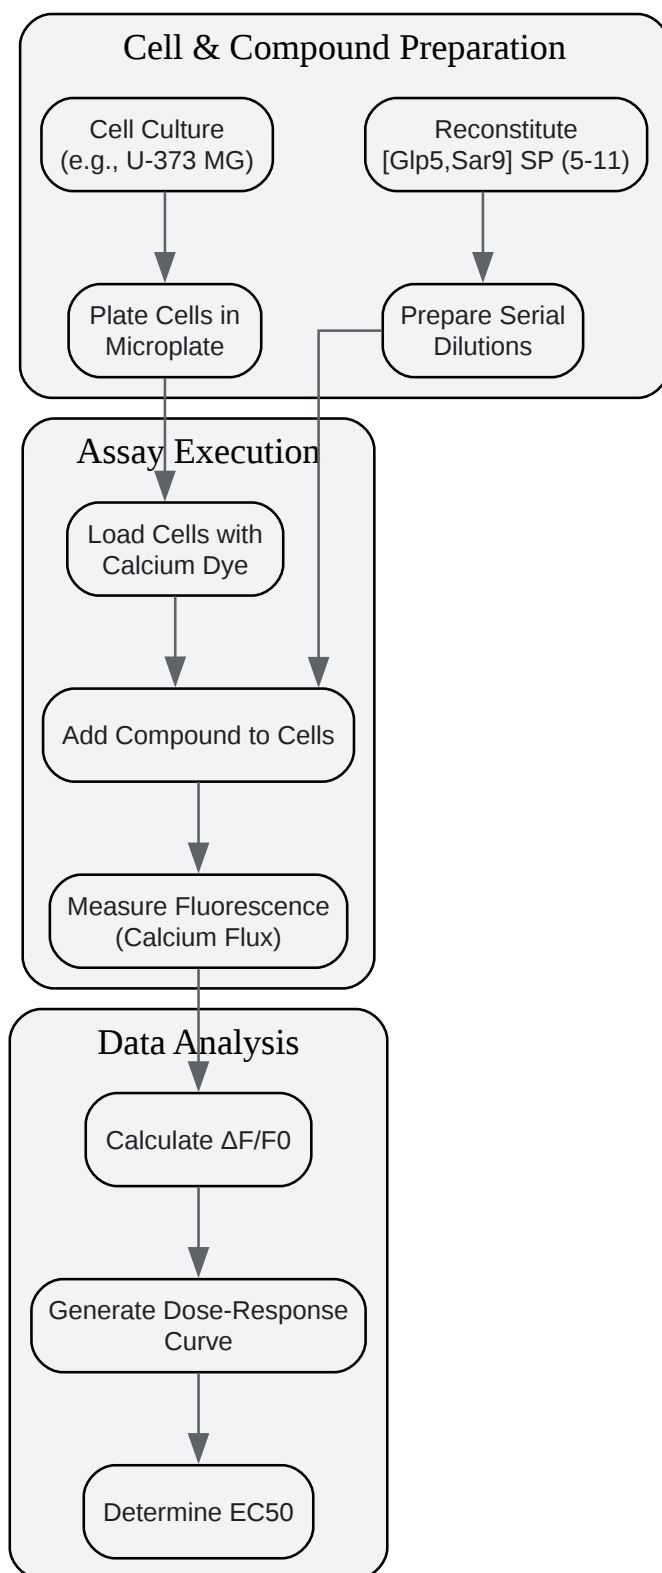 Cell & Compound Preparation
Cell Culture
(e.g., U-373 MG)
Reconstitute
[Glp5,Sar9] SP (5-11)
Plate Cells in
Microplate
Prepare Serial
Dilutions
Assay Execution
Load Cells with
Calcium Dye
Add Compound to Cells
Measure Fluorescence
(Calcium Flux)
Data Analysis
Calculate ΔF/F0
Generate Dose-Response
Curve
Determine EC50